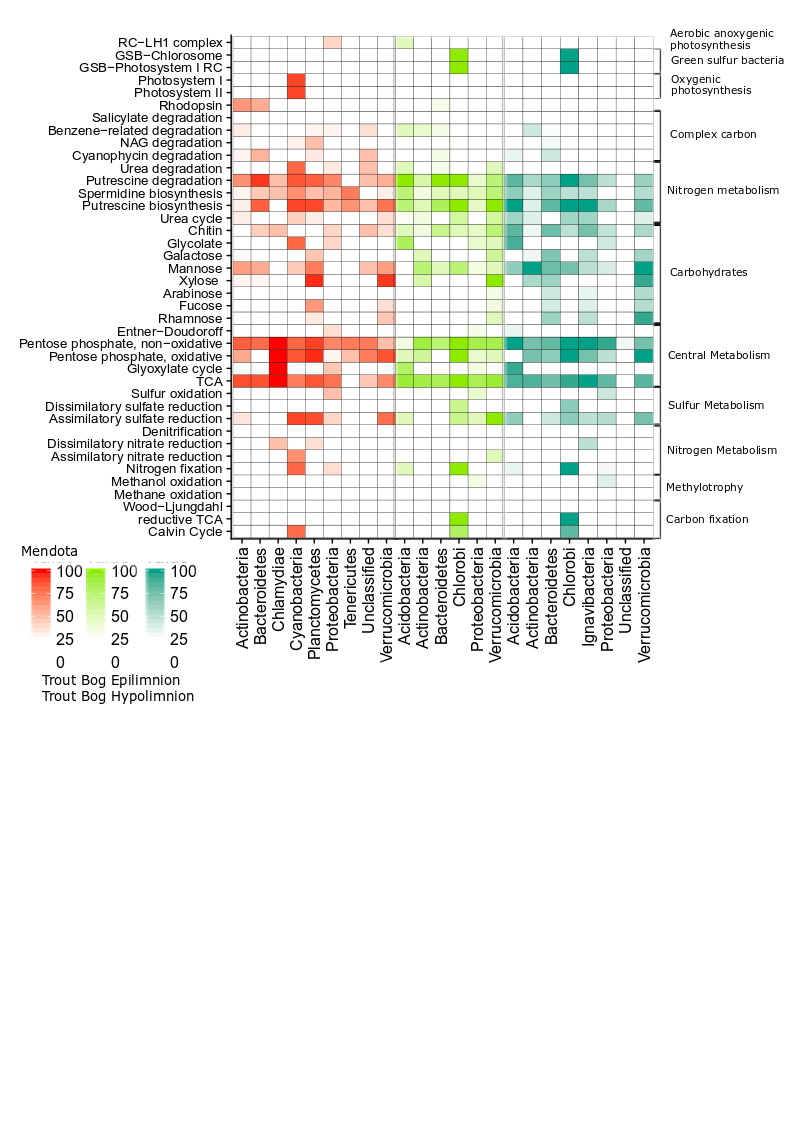 RC−LH1 complex
GSB−Chlorosome
GSB−Photosystem I RC
Photosystem I
Photosystem II
Rhodopsin
Salicylate degradation
Benzene−related degradation
NAG degradation
Cyanophycin degradation
Urea degradation
Putrescine degradation
Spermidine biosynthesis
Putrescine biosynthesis
Urea cycle
Chitin
Glycolate
Galactose
Mannose
Xylose
Arabinose
Fucose
Rhamnose
Entner−Doudoroff
Pentose phosphate, non−oxidative
Pentose phosphate, oxidative
Glyoxylate cycle
TCA
Sulfur oxidation
Dissimilatory sulfate reduction
Assimilatory sulfate reduction
Denitrification
Dissimilatory nitrate reduction
Assimilatory nitrate reduction
Nitrogen fixation
Methanol oxidation
Methane oxidation
Wood−Ljungdahl
reductive TCA
Calvin Cycle
Aerobic anoxygenic
photosynthesis
Green sulfur bacteria
Oxygenic
photosynthesis
Complex carbon
Nitrogen metabolism
Carbohydrates
Central Metabolism
Sulfur Metabolism
Nitrogen Metabolism
Methylotrophy
Carbon fixation
Actinobacteria
Bacteroidetes
Chlamydiae
Cyanobacteria
Planctomycetes
Proteobacteria
Tenericutes
Unclassified
Verrucomicrobia
Acidobacteria
Actinobacteria
Bacteroidetes
Chlorobi
Proteobacteria
Verrucomicrobia
Acidobacteria
Actinobacteria
Bacteroidetes
Chlorobi
Ignavibacteria
Proteobacteria
Unclassified
Verrucomicrobia
Mendota
100 100 100
75 75 75
50 50 50
25 25 25
0 0 0
Trout Bog Epilimnion
Trout Bog Hypolimnion